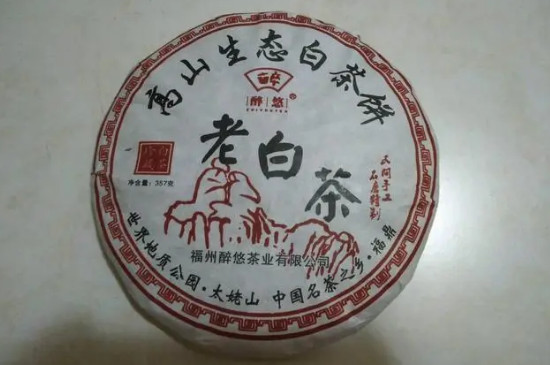 高山生态白茶饼
醉
醉悠
®
老白茶
净含量:357克
民间手工
石磨特制
福州醉悠茶业有限公司
世界地质公园·太姥山 中国名茶之乡·福鼎